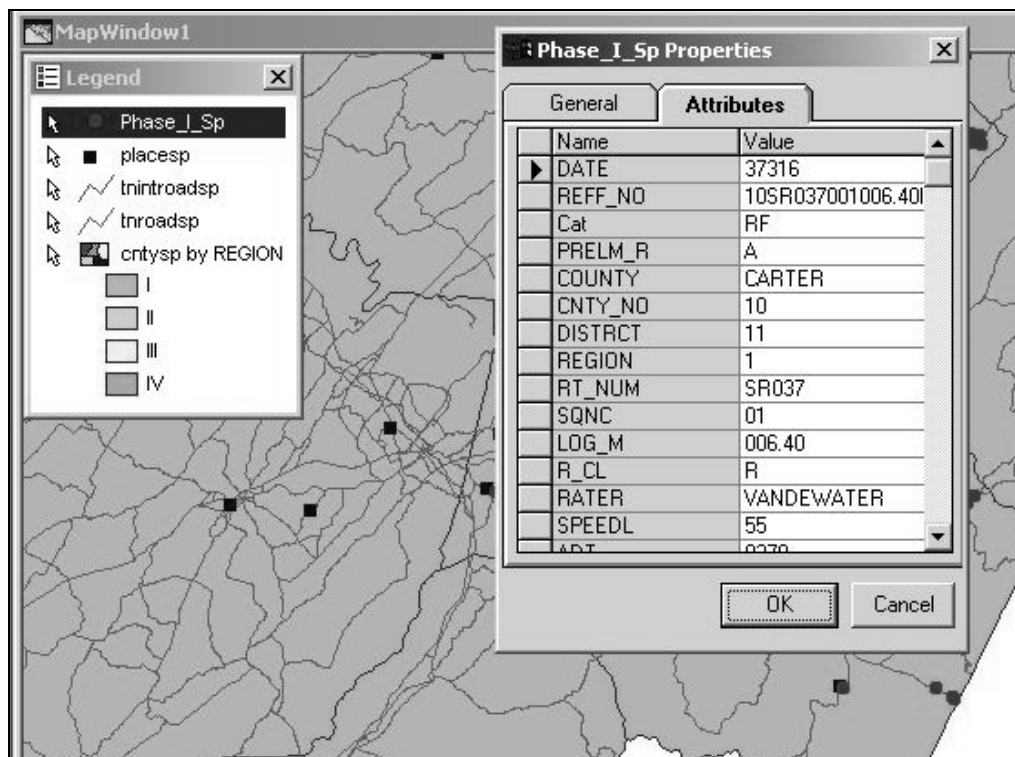 MapWindow1
Legend
Phase_I_Sp
placesp
tnintroadsp
tnroadsp
cntysp by REGION
I
II
III
IV
Phase_I_Sp Properties
General Attributes
Name Value
DATE 37316
REFF_NO 10SR037001006.40
Cat RF
PRELM_R A
COUNTY CARTER
CNTY_NO 10
DISTRCT 11
REGION 1
RT_NUM SR037
SQNC 01
LOG_M 006.40
R_CL R
RATER VANDEWATER
SPEEDL 55
OK Cancel